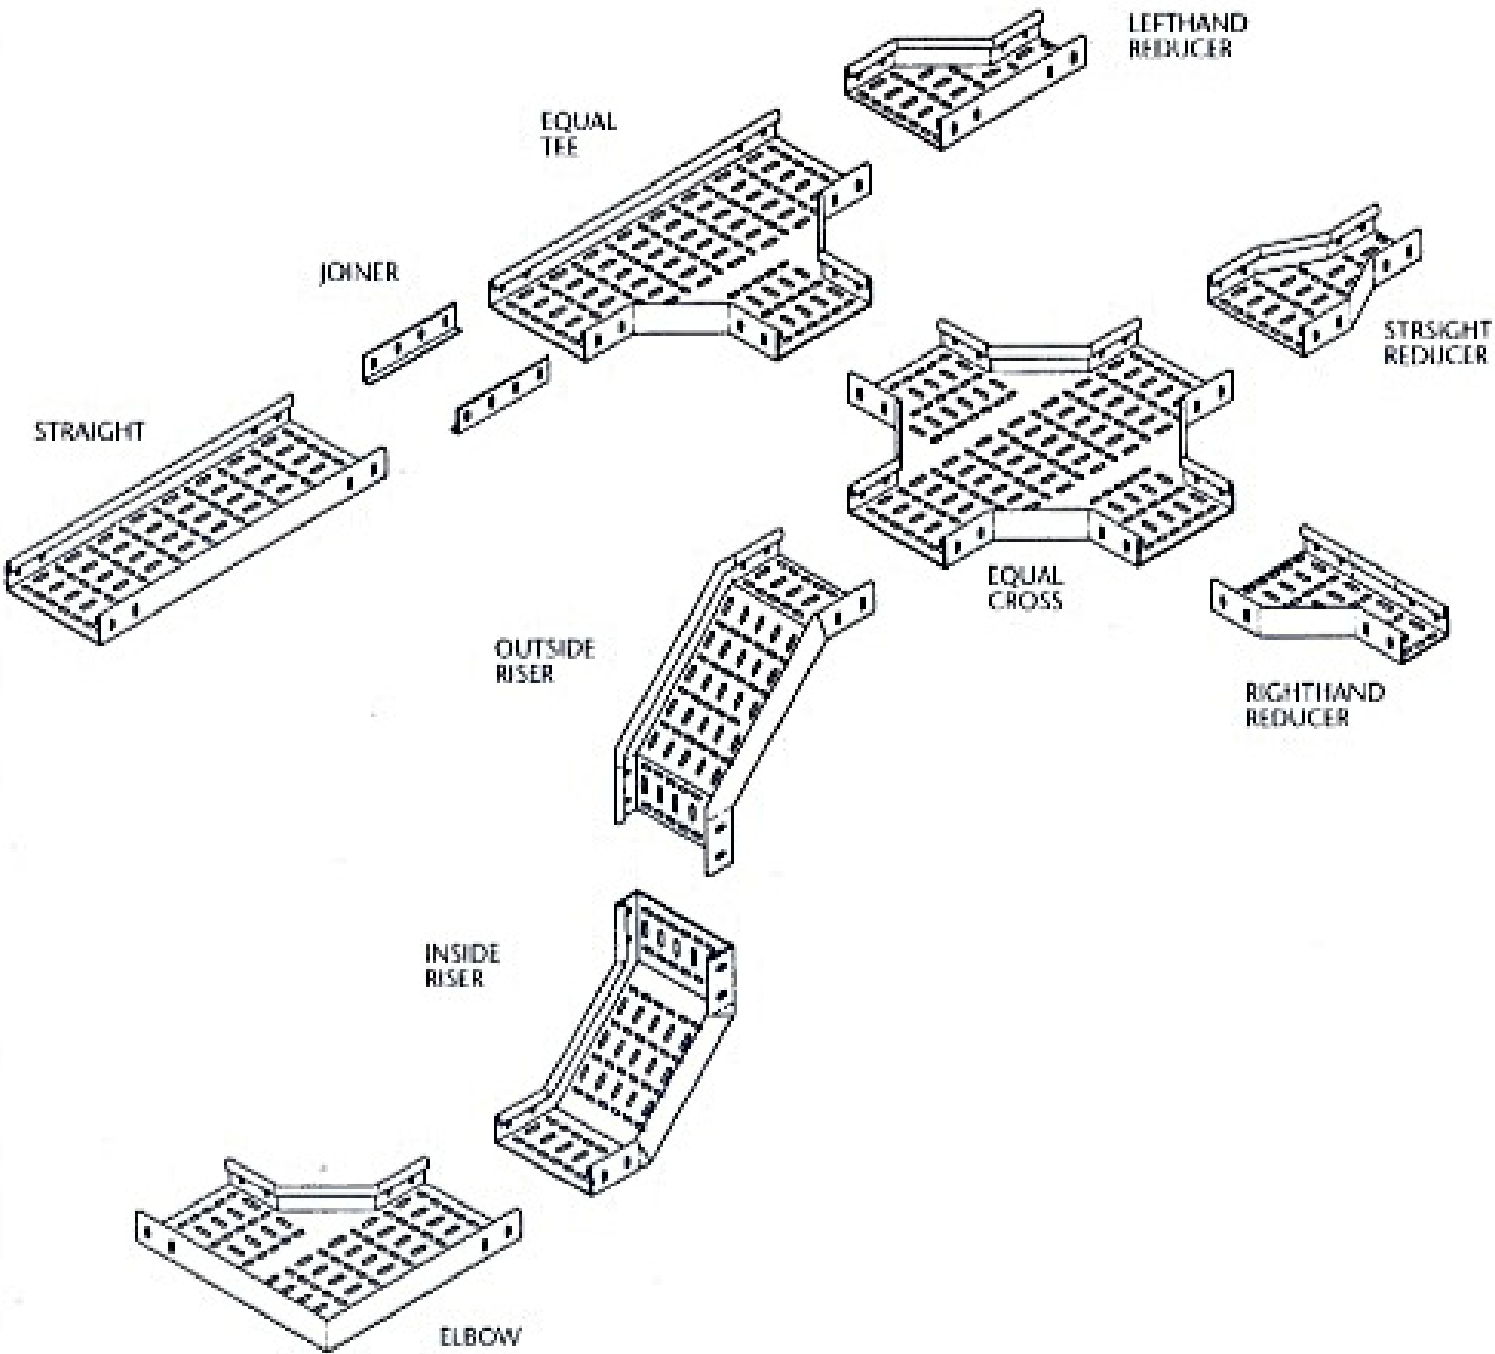 LEFTHAND
REDUCER
EQUAL
TEE
JOINER
STRSIGHT
REDUCER
STRAIGHT
EQUAL
CROSS
OUTSIDE
RISER
RIGHTHAND
REDUCER
INSIDE
RISER
ELBOW